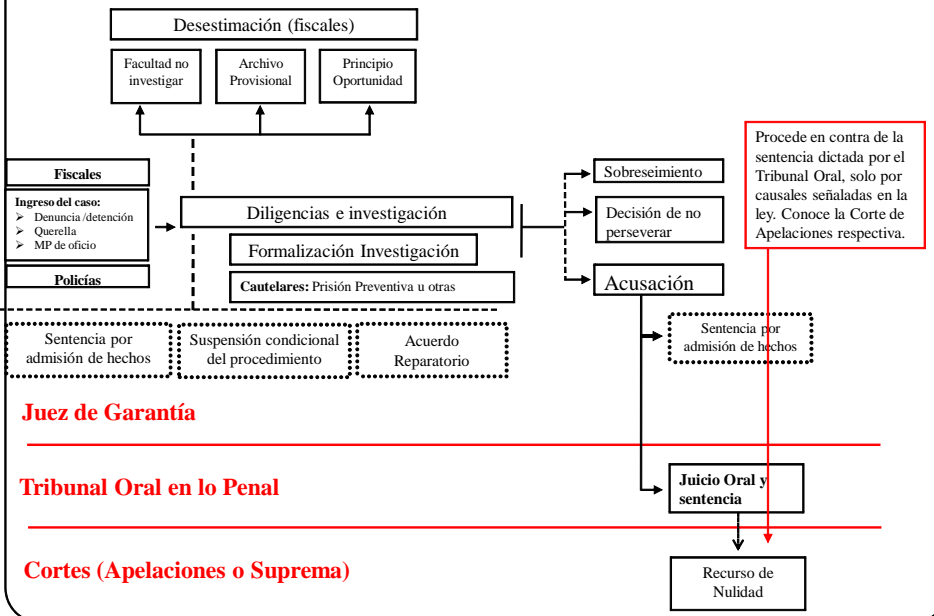 Desestimación (fiscales)
Facultad no
investigar
Archivo
Provisional
Principio
Oportunidad
Fiscales
Ingreso del caso:
➢ Denuncia /detención
➢ Querella
➢ MP de oficio
Policías
Diligencias e investigación
Formalización Investigación
Cautelares: Prisión Preventiva u otras
Sobreseimiento
Decisión de no
perseverar
Acusación
Procede en contra de la
sentencia dictada por el
Tribunal Oral, solo por
causales señaladas en la
ley. Conoce la Corte de
Apelaciones respectiva.
Sentencia por
admisión de hechos
Suspensión condicional
del procedimiento
Acuerdo
Reparatorio
Sentencia por
admisión de hechos
Juez de Garantía
Tribunal Oral en lo Penal
Juicio Oral y
sentencia
Cortes (Apelaciones o Suprema)
Recurso de
Nulidad